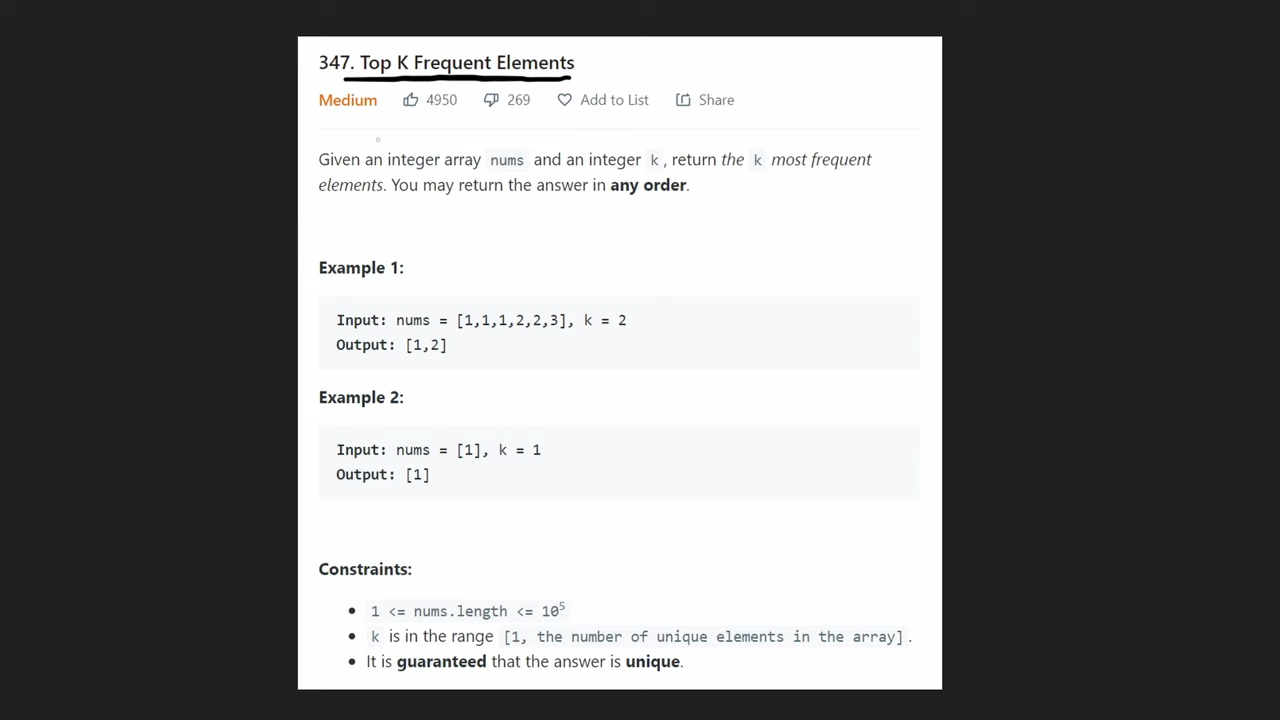 347. Top K Frequent Elements
Medium 4950 269 Add to List Share
Given an integer array nums and an integer k, return the k most frequent
elements. You may return the answer in any order.
Example 1:
Input: nums = [1,1,1,2,2,3], k = 2
Output: [1,2]
Example 2:
Input: nums = [1], k = 1
Output: [1]
Constraints:
1 <= nums.length <= 10⁵
k is in the range [1, the number of unique elements in the array].
It is guaranteed that the answer is unique.